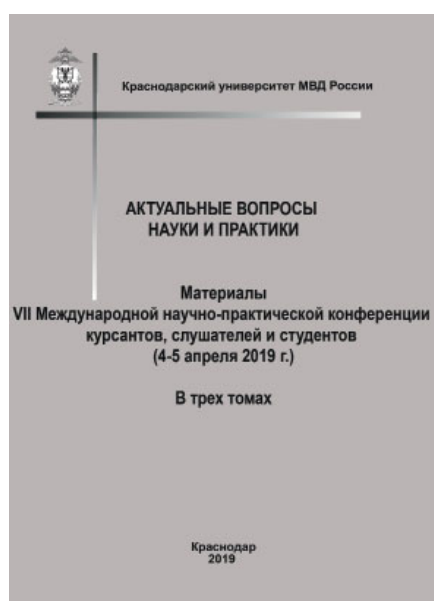 Краснодарский университет МВД России
АКТУАЛЬНЫЕ ВОПРОСЫ
НАУКИ И ПРАКТИКИ
Материалы
VII Международной научно-практической конференции
курсантов, слушателей и студентов
(4-5 апреля 2019 г.)
В трех томах
Краснодар
2019